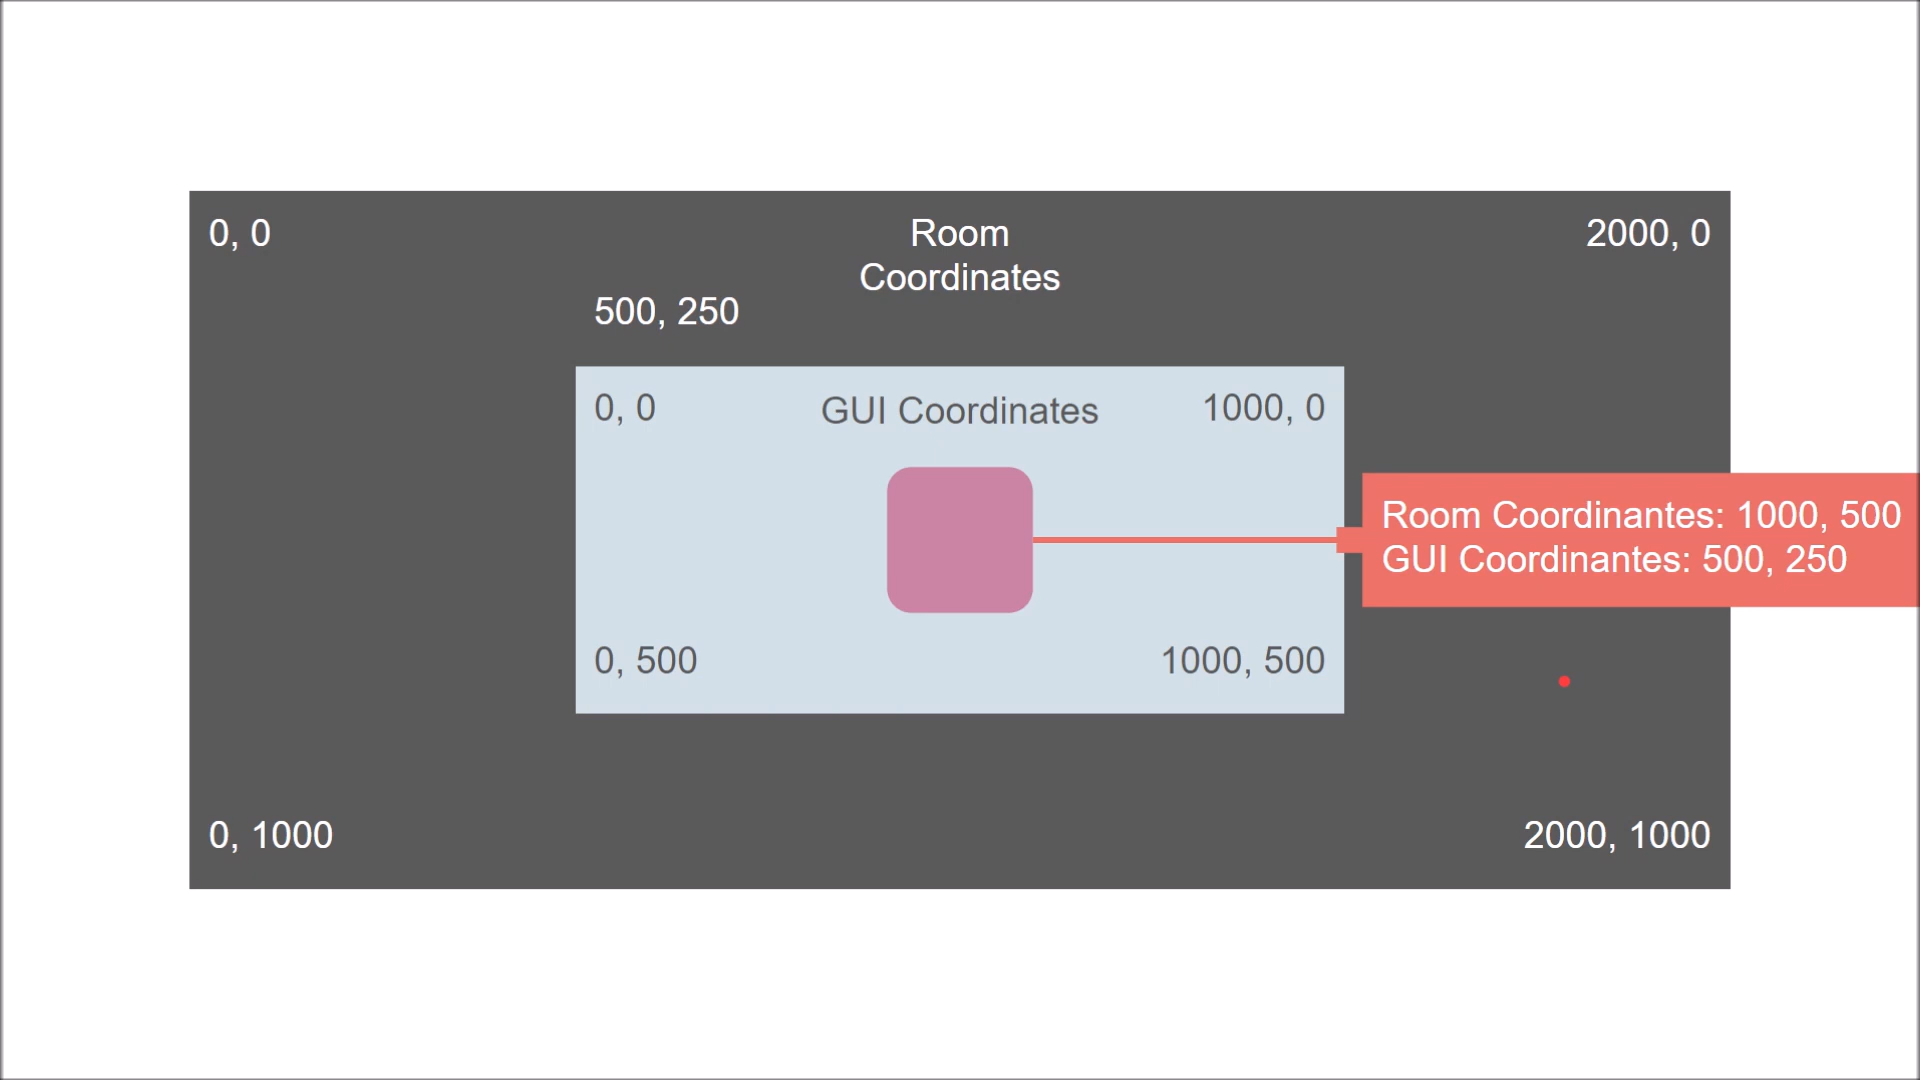 0, 0
Room
Coordinates
2000, 0
500, 250
0, 0
GUI Coordinates
1000, 0
Room Coordinantes: 1000, 500
GUI Coordinantes: 500, 250
0, 500
1000, 500
0, 1000
2000, 1000